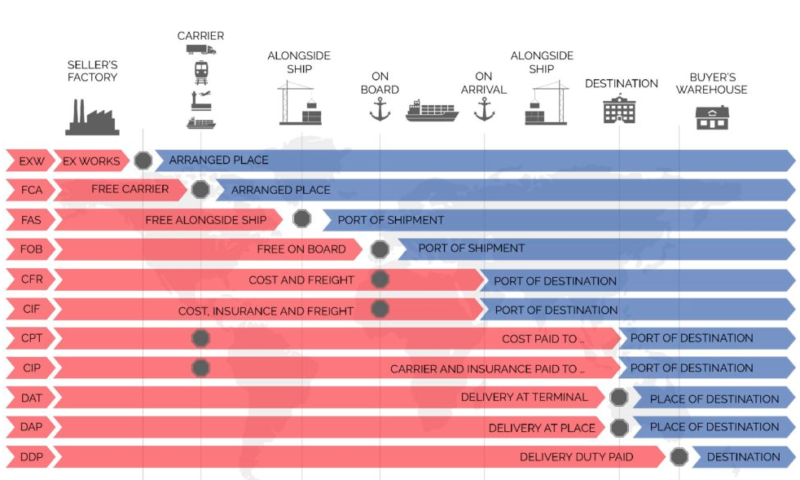 SELLER'S
FACTORY
CARRIER
ALONGSIDE
SHIP
ON
BOARD
ON
ARRIVAL
ALONGSIDE
SHIP
DESTINATION
BUYER'S
WAREHOUSE
EXW EX WORKS ARRANGED PLACE
FCA FREE CARRIER ARRANGED PLACE
FAS FREE ALONGSIDE SHIP PORT OF SHIPMENT
FOB FREE ON BOARD PORT OF SHIPMENT
CFR COST AND FREIGHT PORT OF DESTINATION
CIF COST, INSURANCE AND FREIGHT PORT OF DESTINATION
CPT COST PAID TO .. PORT OF DESTINATION
CIP CARRIER AND INSURANCE PAID TO .. PORT OF DESTINATION
DAT DELIVERY AT TERMINAL PLACE OF DESTINATION
DAP DELIVERY AT PLACE PLACE OF DESTINATION
DDP DELIVERY DUTY PAID DESTINATION